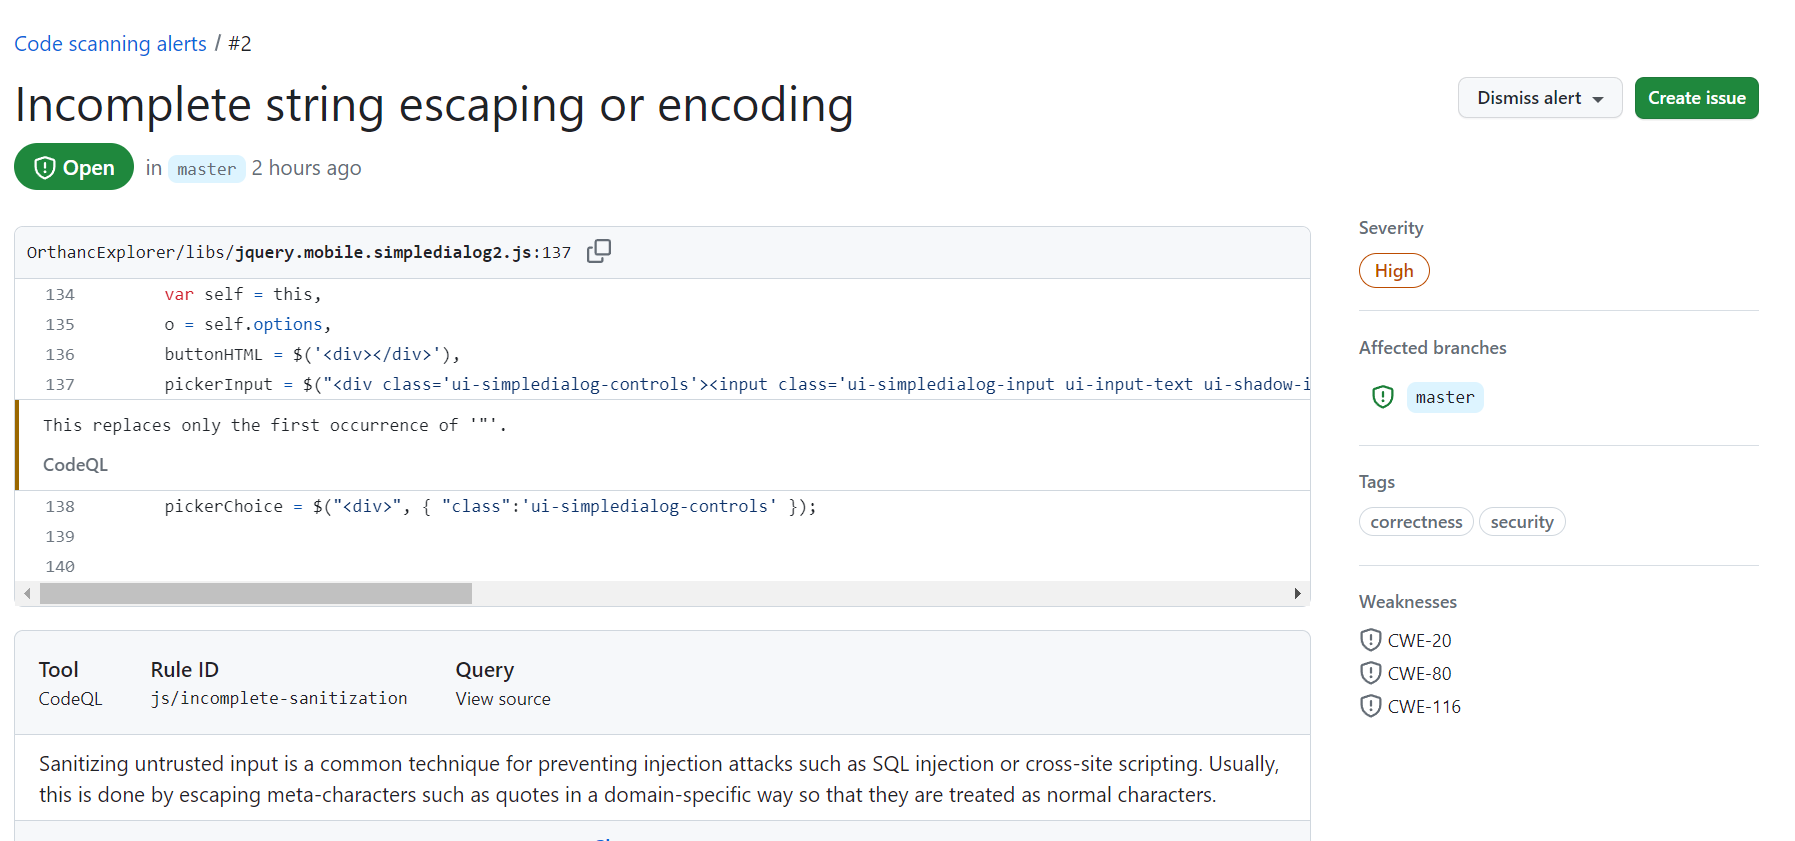 Code scanning alerts / #2
Incomplete string escaping or encoding
Dismiss alert
Create issue
Open in master 2 hours ago
OrthancExplorer/libs/jquery.mobile.simpledialog2.js:137
134 var self = this,
135 o = self.options,
136 buttonHTML = $('<div></div>'),
137 pickerInput = $("<div class='ui-simpledialog-controls'><input class='ui-simpledialog-input ui-input-text ui-shadow-i
This replaces only the first occurrence of '"'.
CodeQL
138 pickerChoice = $("<div>", { "class":'ui-simpledialog-controls' });
139
140
Tool Rule ID Query
CodeQL js/incomplete-sanitization View source
Sanitizing untrusted input is a common technique for preventing injection attacks such as SQL injection or cross-site scripting. Usually,
this is done by escaping meta-characters such as quotes in a domain-specific way so that they are treated as normal characters.
Severity
High
Affected branches
master
Tags
correctness security
Weaknesses
CWE-20
CWE-80
CWE-116